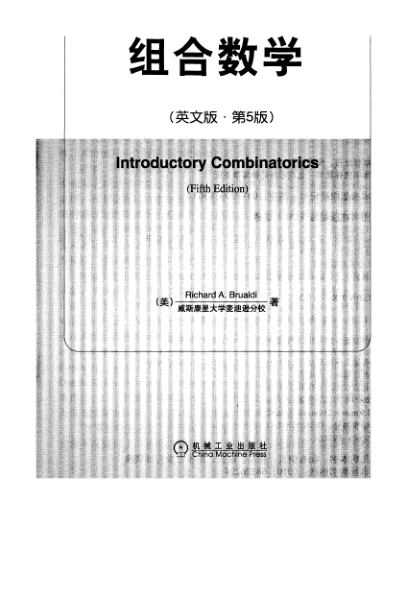 组合数学
（英文版·第5版）
Introductory Combinatorics
(Fifth Edition)
（美） Richard A. Brualdi 著
威斯康星大学麦迪逊分校
机械工业出版社
China Machine Press